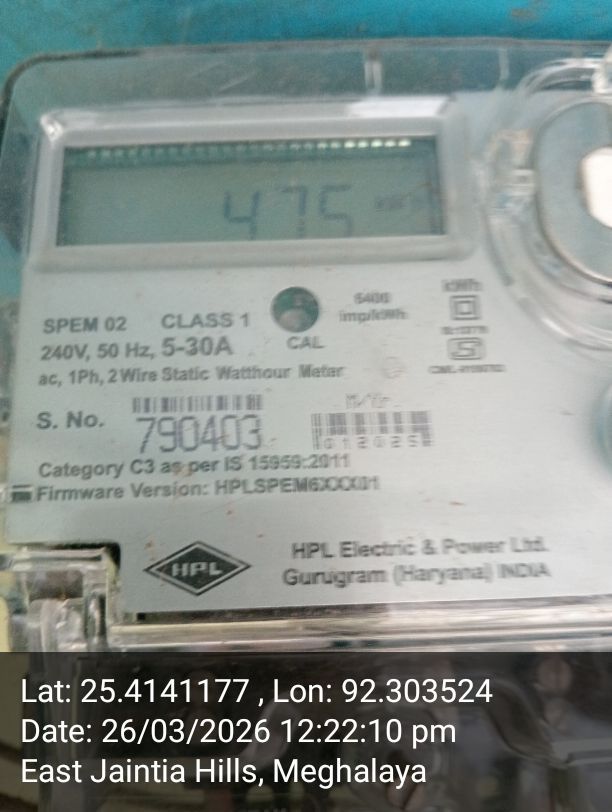 475 kWh
kWh
6400
imp/kWh
SPEM 02 CLASS 1
CAL
240V, 50 Hz, 5-30A
ac, 1Ph, 2 Wire Static Watthour Meter
M/Yr.
S. No. 790403
012025
Category C3 as per IS 15959:2011
Firmware Version: HPLSPEM6XXX01
HPL
HPL Electric & Power Ltd.
Gurugram (Haryana) INDIA
Lat: 25.4141177 , Lon: 92.303524
Date: 26/03/2026 12:22:10 pm
East Jaintia Hills, Meghalaya